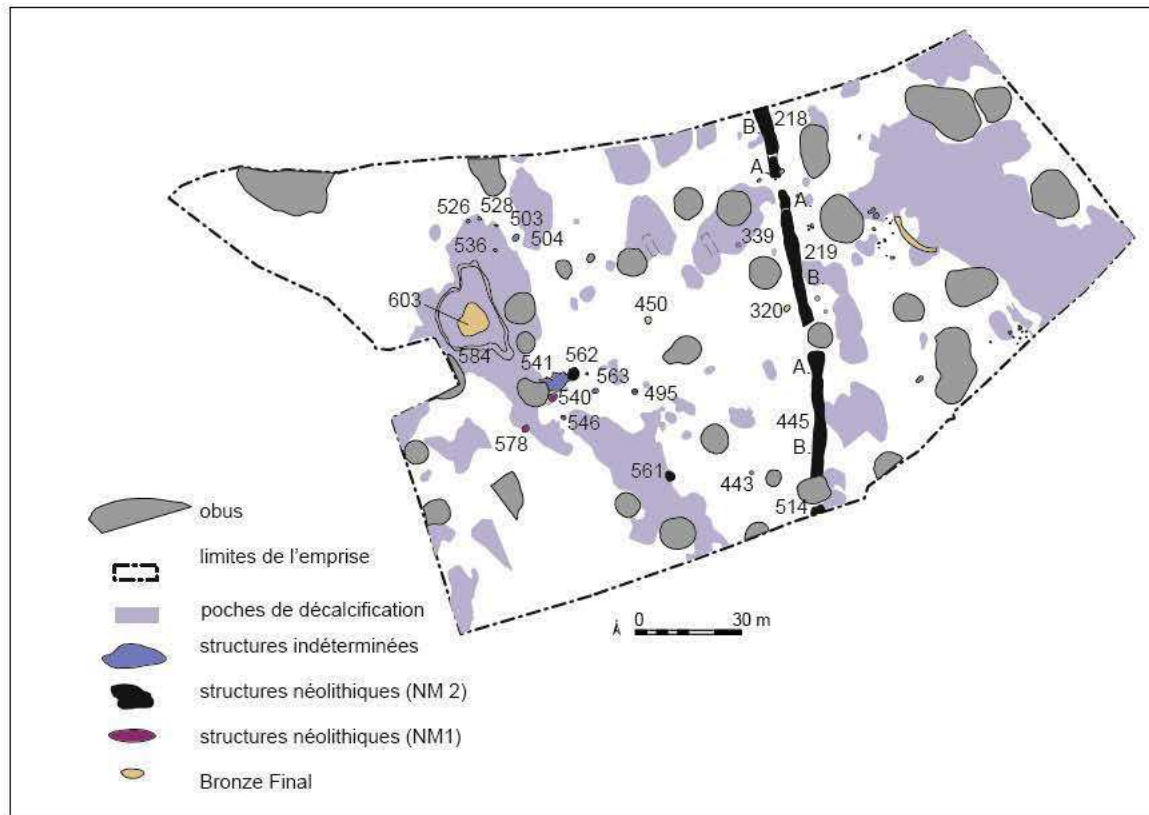 218
B.
A.
A.
526
528
503
504
536
339
219
B.
603
450
320
584
541
562
563
A.
540
495
546
445
578
B.
561
443
514
obus
limites de l'emprise
poches de décalcification
0 30 m
structures indéterminées
structures néolithiques (NM 2)
structures néolithiques (NM1)
Bronze Final